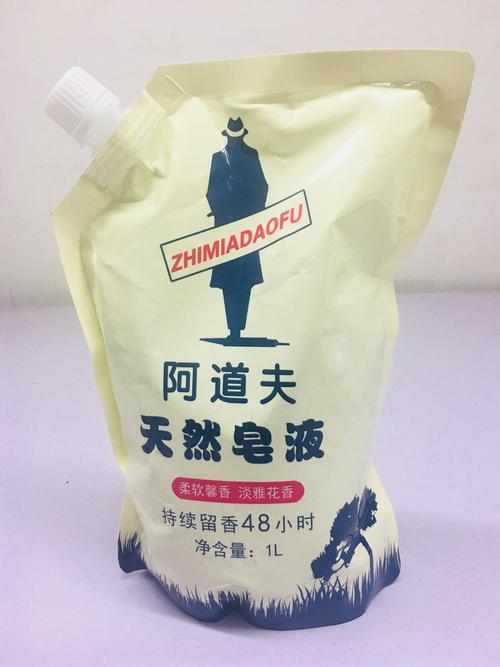 ZHIMIADAOFU
阿道夫
天然皂液
柔软馨香 淡雅花香
持续留香48小时
净含量：1L